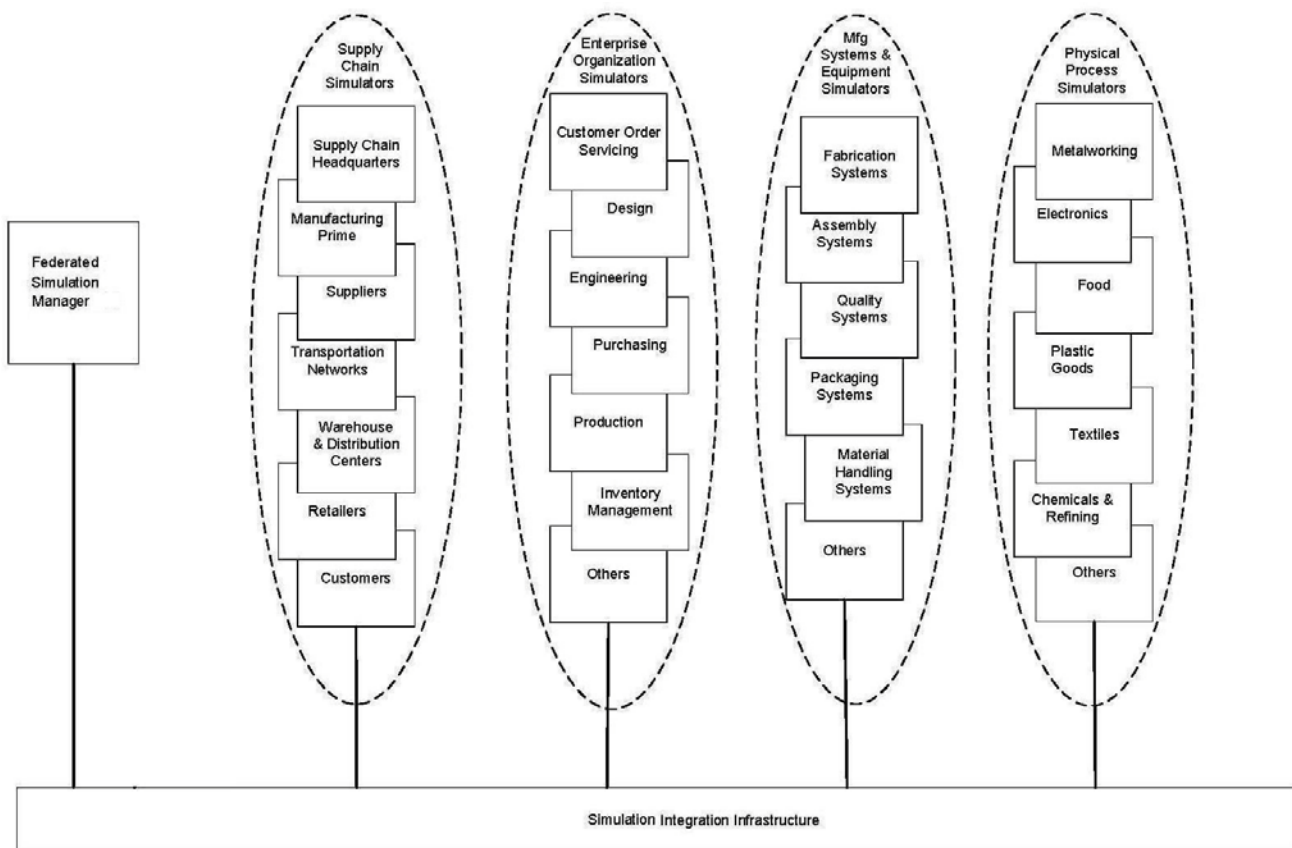 Federated
Simulation
Manager
Supply
Chain
Simulators
Supply Chain
Headquarters
Manufacturing
Prime
Suppliers
Transportation
Networks
Warehouse
& Distribution
Centers
Retailers
Customers
Enterprise
Organization
Simulators
Customer Order
Servicing
Design
Engineering
Purchasing
Production
Inventory
Management
Others
Mfg
Systems &
Equipment
Simulators
Fabrication
Systems
Assembly
Systems
Quality
Systems
Packaging
Systems
Material
Handling
Systems
Others
Physical
Process
Simulators
Metalworking
Electronics
Food
Plastic
Goods
Textiles
Chemicals &
Refining
Others
Simulation Integration Infrastructure